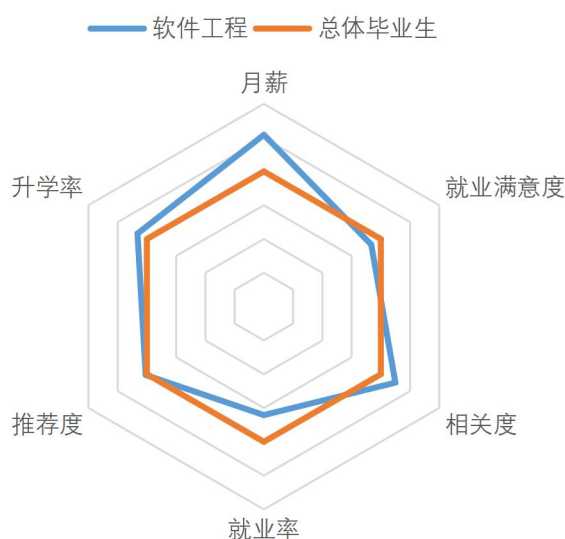 软件工程 总体毕业生
月薪
升学率
就业满意度
推荐度
相关度
就业率